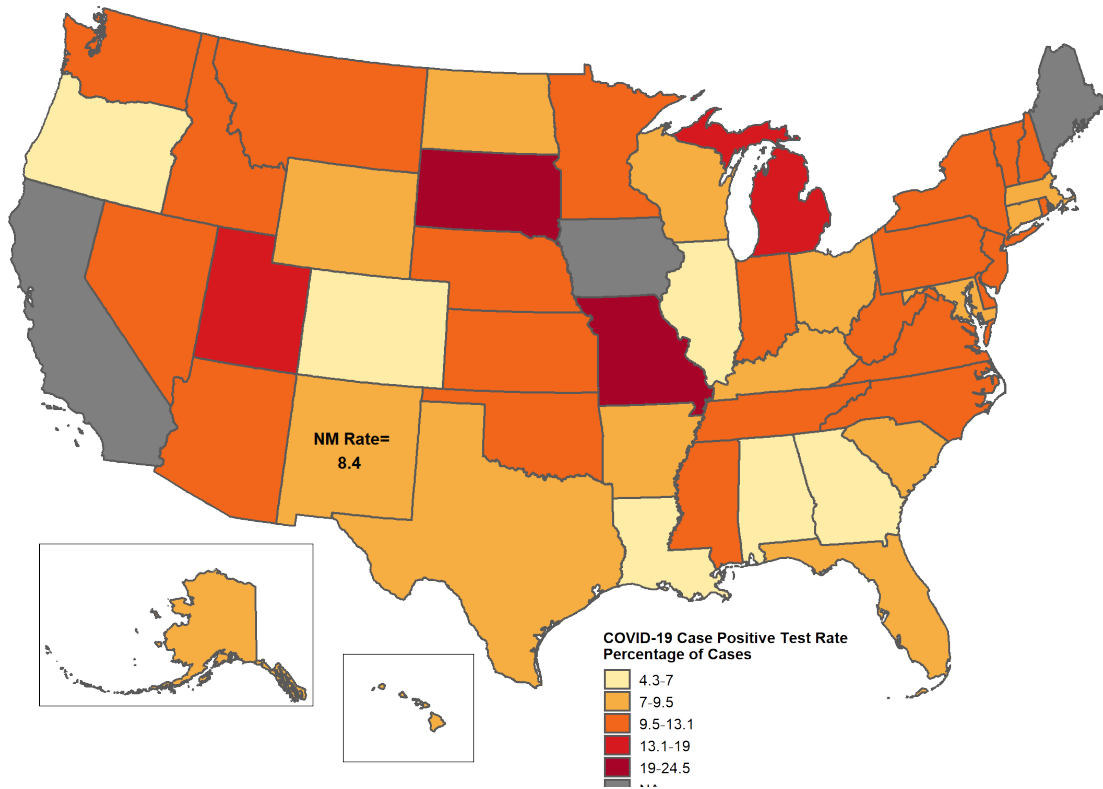 NM Rate=
8.4
COVID-19 Case Positive Test Rate
Percentage of Cases
4.3-7
7-9.5
9.5-13.1
13.1-19
19-24.5
NA